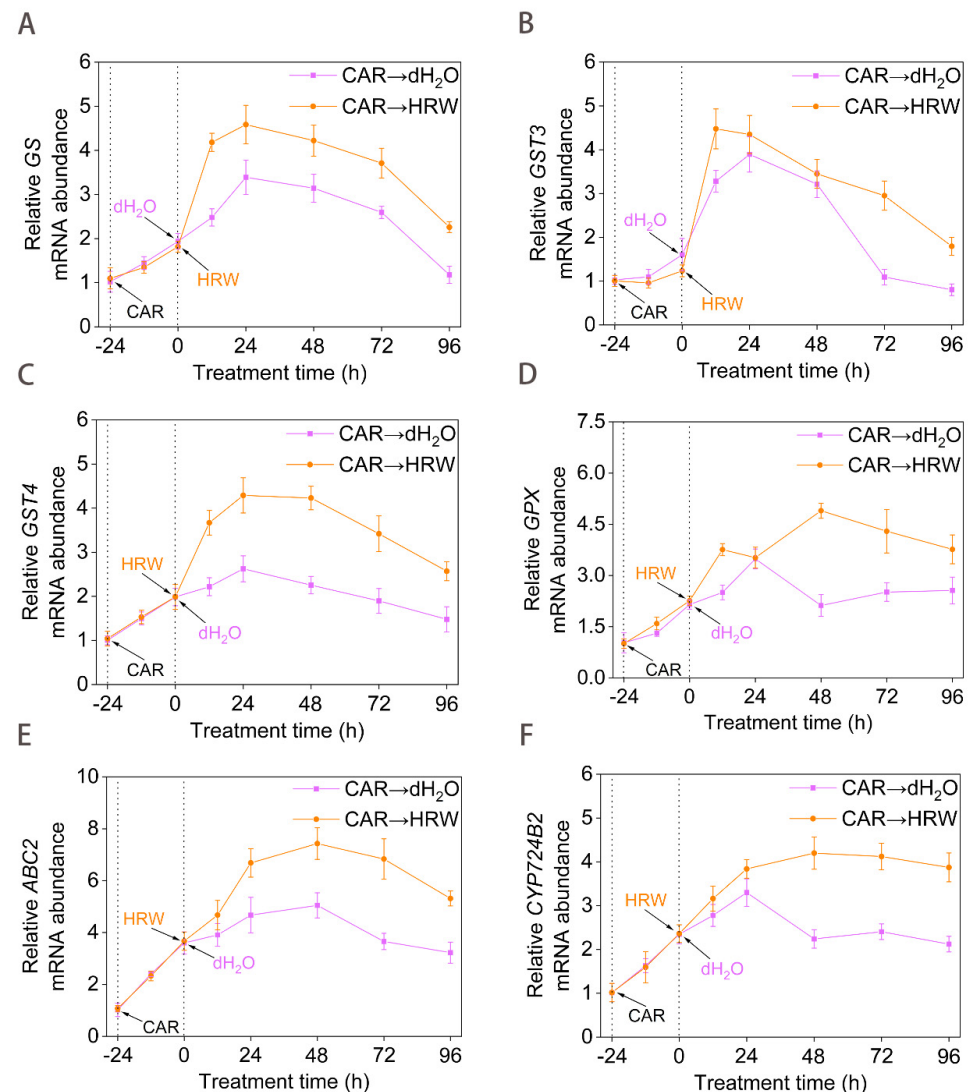 A
Relative GS
mRNA abundance
6
5
4
3
2
1
0
CAR→dH₂O
CAR→HRW
dH₂O
HRW
CAR
-24 0 24 48 72 96
Treatment time (h)
B
Relative GST3
mRNA abundance
6
5
4
3
2
1
0
CAR→dH₂O
CAR→HRW
dH₂O
HRW
CAR
-24 0 24 48 72 96
Treatment time (h)
C
Relative GST4
mRNA abundance
6
5
4
3
2
1
0
CAR→dH₂O
CAR→HRW
HRW
dH₂O
CAR
-24 0 24 48 72 96
Treatment time (h)
D
Relative GPX
mRNA abundance
7.5
6.0
4.5
3.0
1.5
0.0
CAR→dH₂O
CAR→HRW
HRW
dH₂O
CAR
-24 0 24 48 72 96
Treatment time (h)
E
Relative ABC2
mRNA abundance
10
8
6
4
2
0
CAR→dH₂O
CAR→HRW
HRW
dH₂O
CAR
-24 0 24 48 72 96
Treatment time (h)
F
Relative CYP724B2
mRNA abundance
6
5
4
3
2
1
0
CAR→dH₂O
CAR→HRW
HRW
dH₂O
CAR
-24 0 24 48 72 96
Treatment time (h)